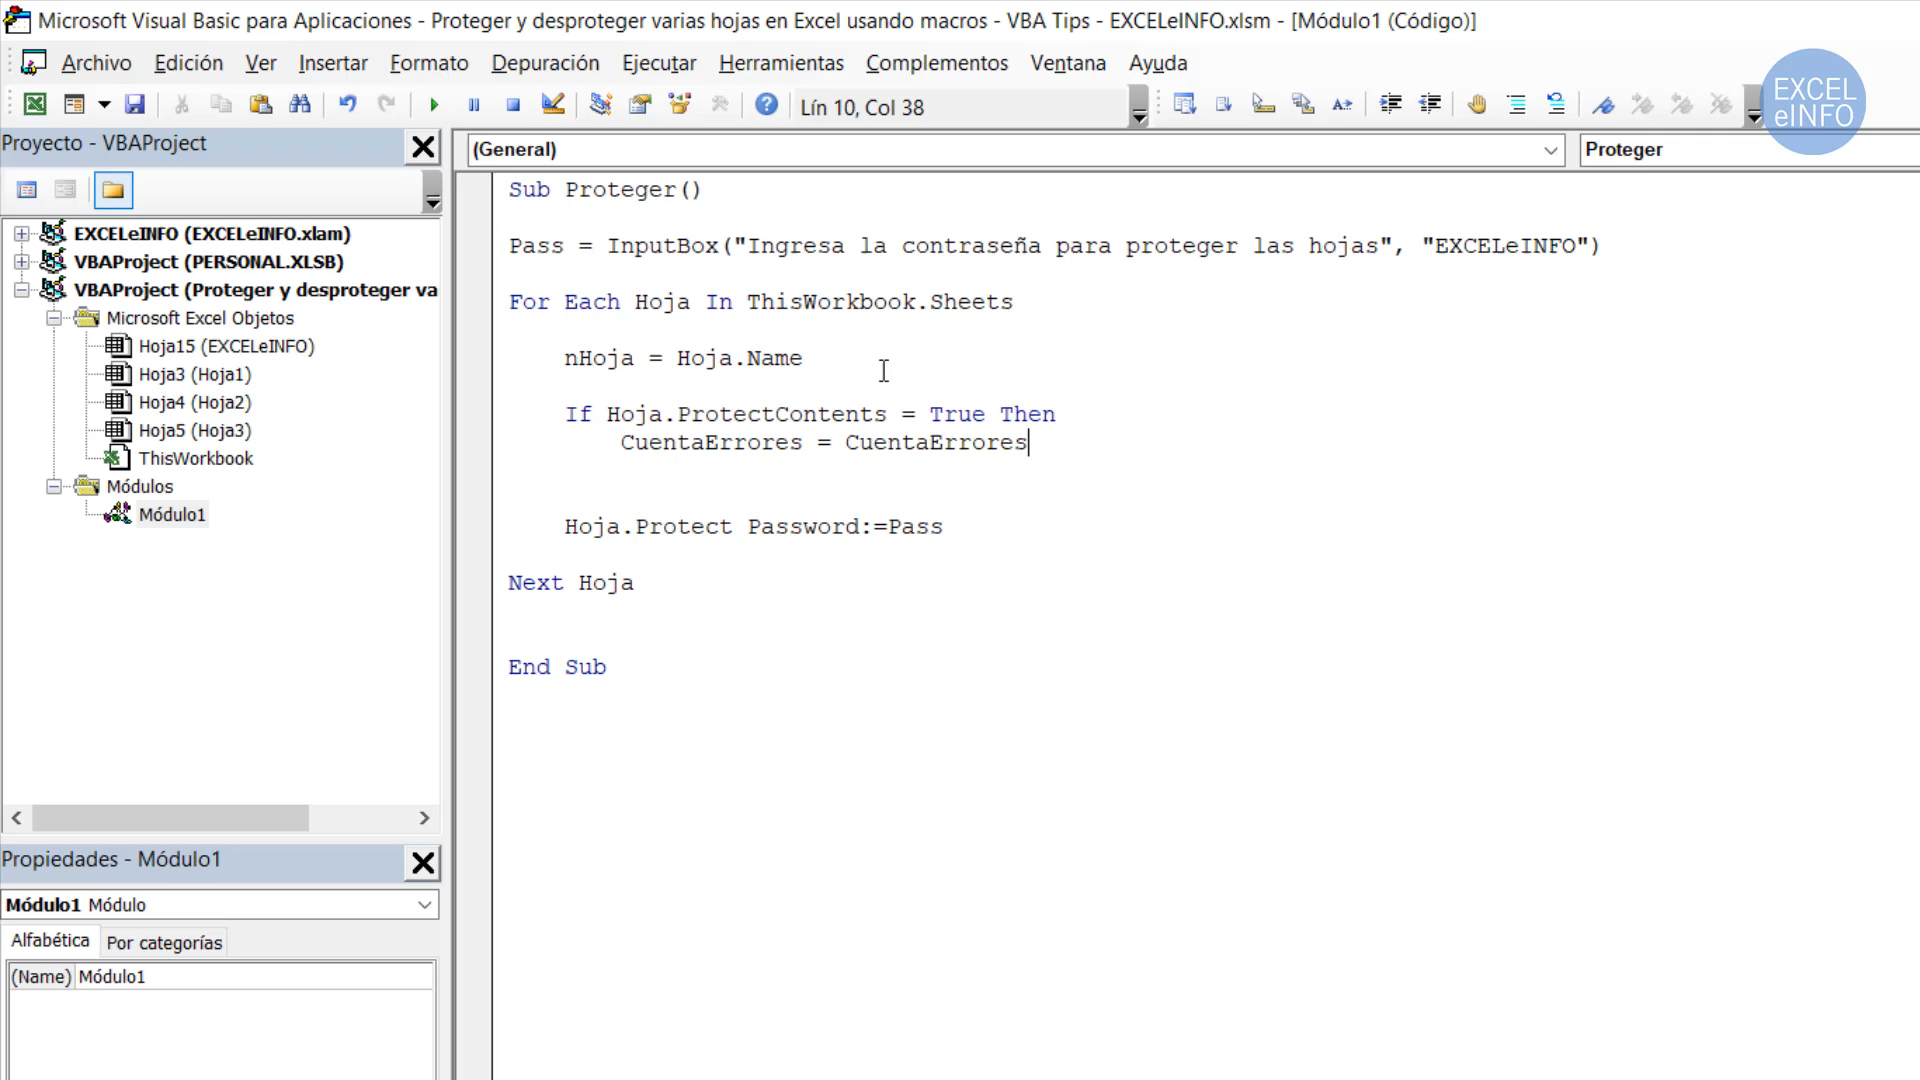 Microsoft Visual Basic para Aplicaciones - Proteger y desproteger varias hojas en Excel usando macros - VBA Tips - EXCELeINFO.xlsm - [Módulo1 (Código)]
Archivo Edición Ver Insertar Formato Depuración Ejecutar Herramientas Complementos Ventana Ayuda
EXCEL
eINFO
Lín 10, Col 38
Proyecto - VBAProject
(General)
Proteger
EXCELeINFO (EXCELeINFO.xlam)
VBAProject (PERSONAL.XLSB)
VBAProject (Proteger y desproteger va
Microsoft Excel Objetos
Hoja15 (EXCELeINFO)
Hoja3 (Hoja1)
Hoja4 (Hoja2)
Hoja5 (Hoja3)
ThisWorkbook
Módulos
Módulo1
Sub Proteger()
Pass = InputBox("Ingresa la contraseña para proteger las hojas", "EXCELeINFO")
For Each Hoja In ThisWorkbook.Sheets
nHoja = Hoja.Name
If Hoja.ProtectContents = True Then
CuentaErrores = CuentaErrores
Hoja.Protect Password:=Pass
Next Hoja
End Sub
Propiedades - Módulo1
Módulo1 Módulo
Alfabética Por categorías
(Name) Módulo1